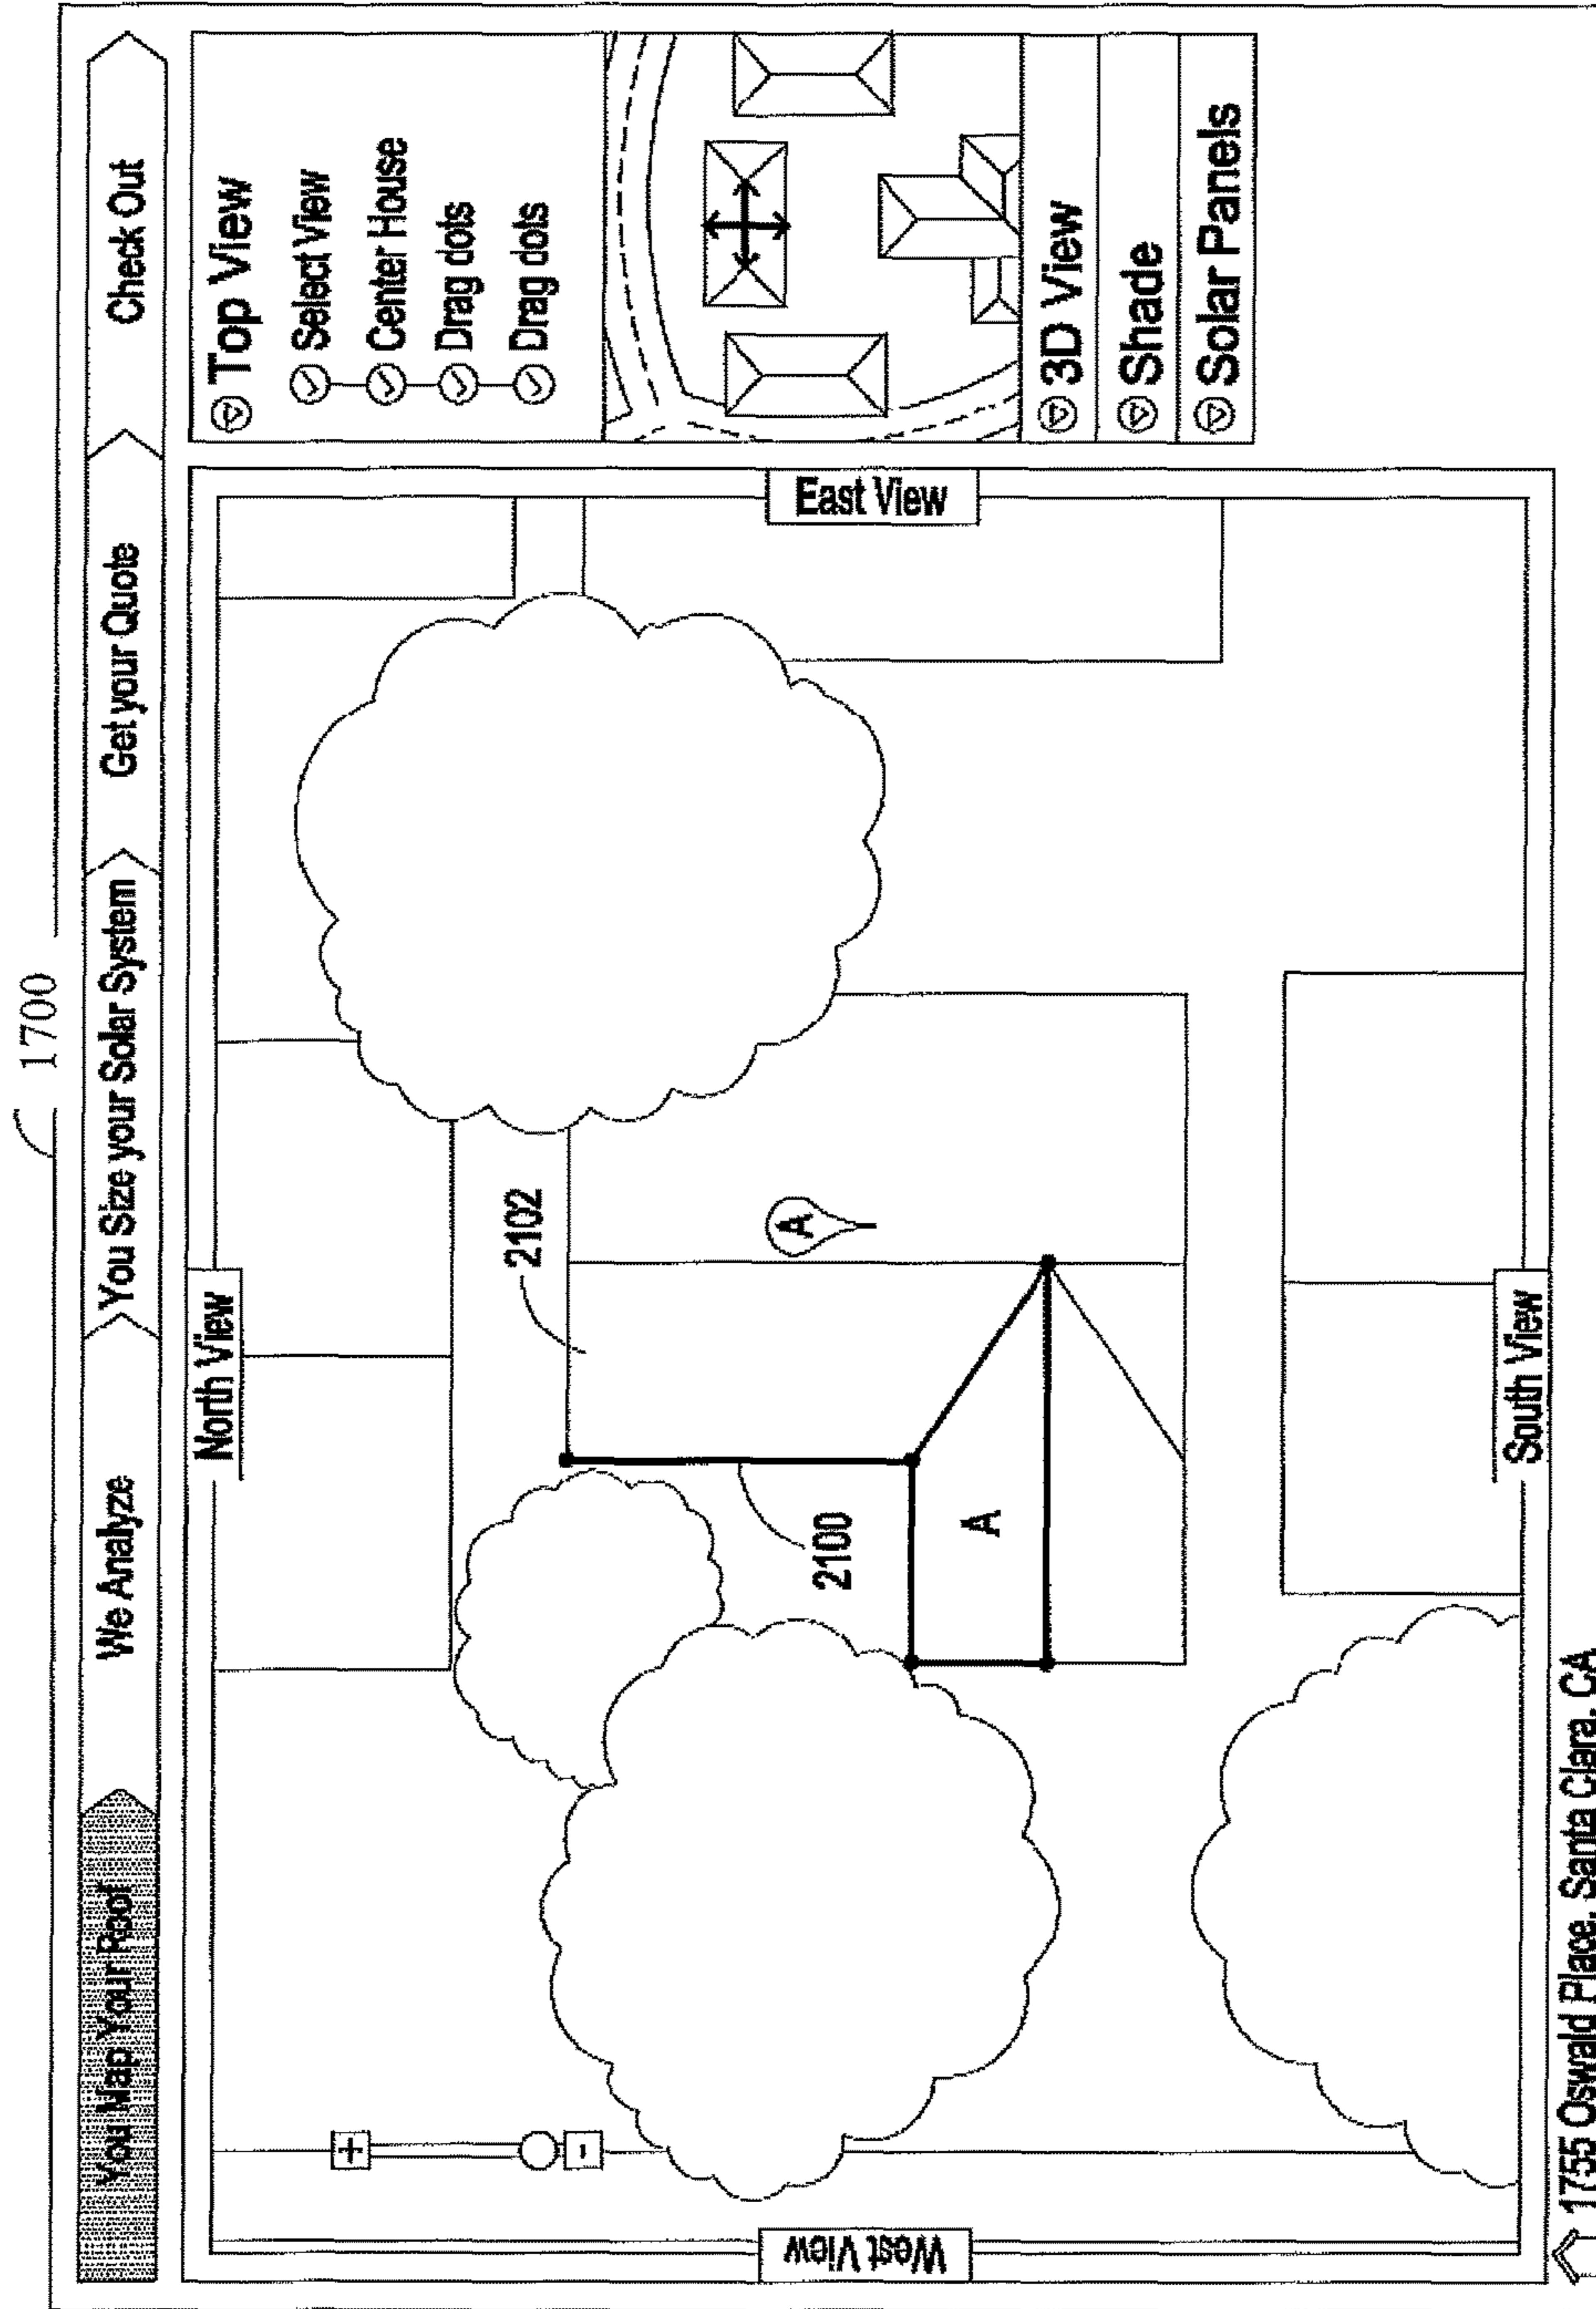 1700
You Map Your Roof
We Analyze
You Size your Solar System
Get your Quote
Check Out
North View
West View
East View
South View
+
-
2102
2100
A
A
Top View
Select View
Center House
Drag dots
Drag dots
3D View
Shade
Solar Panels
1755 Oswald Place, Santa Clara, CA